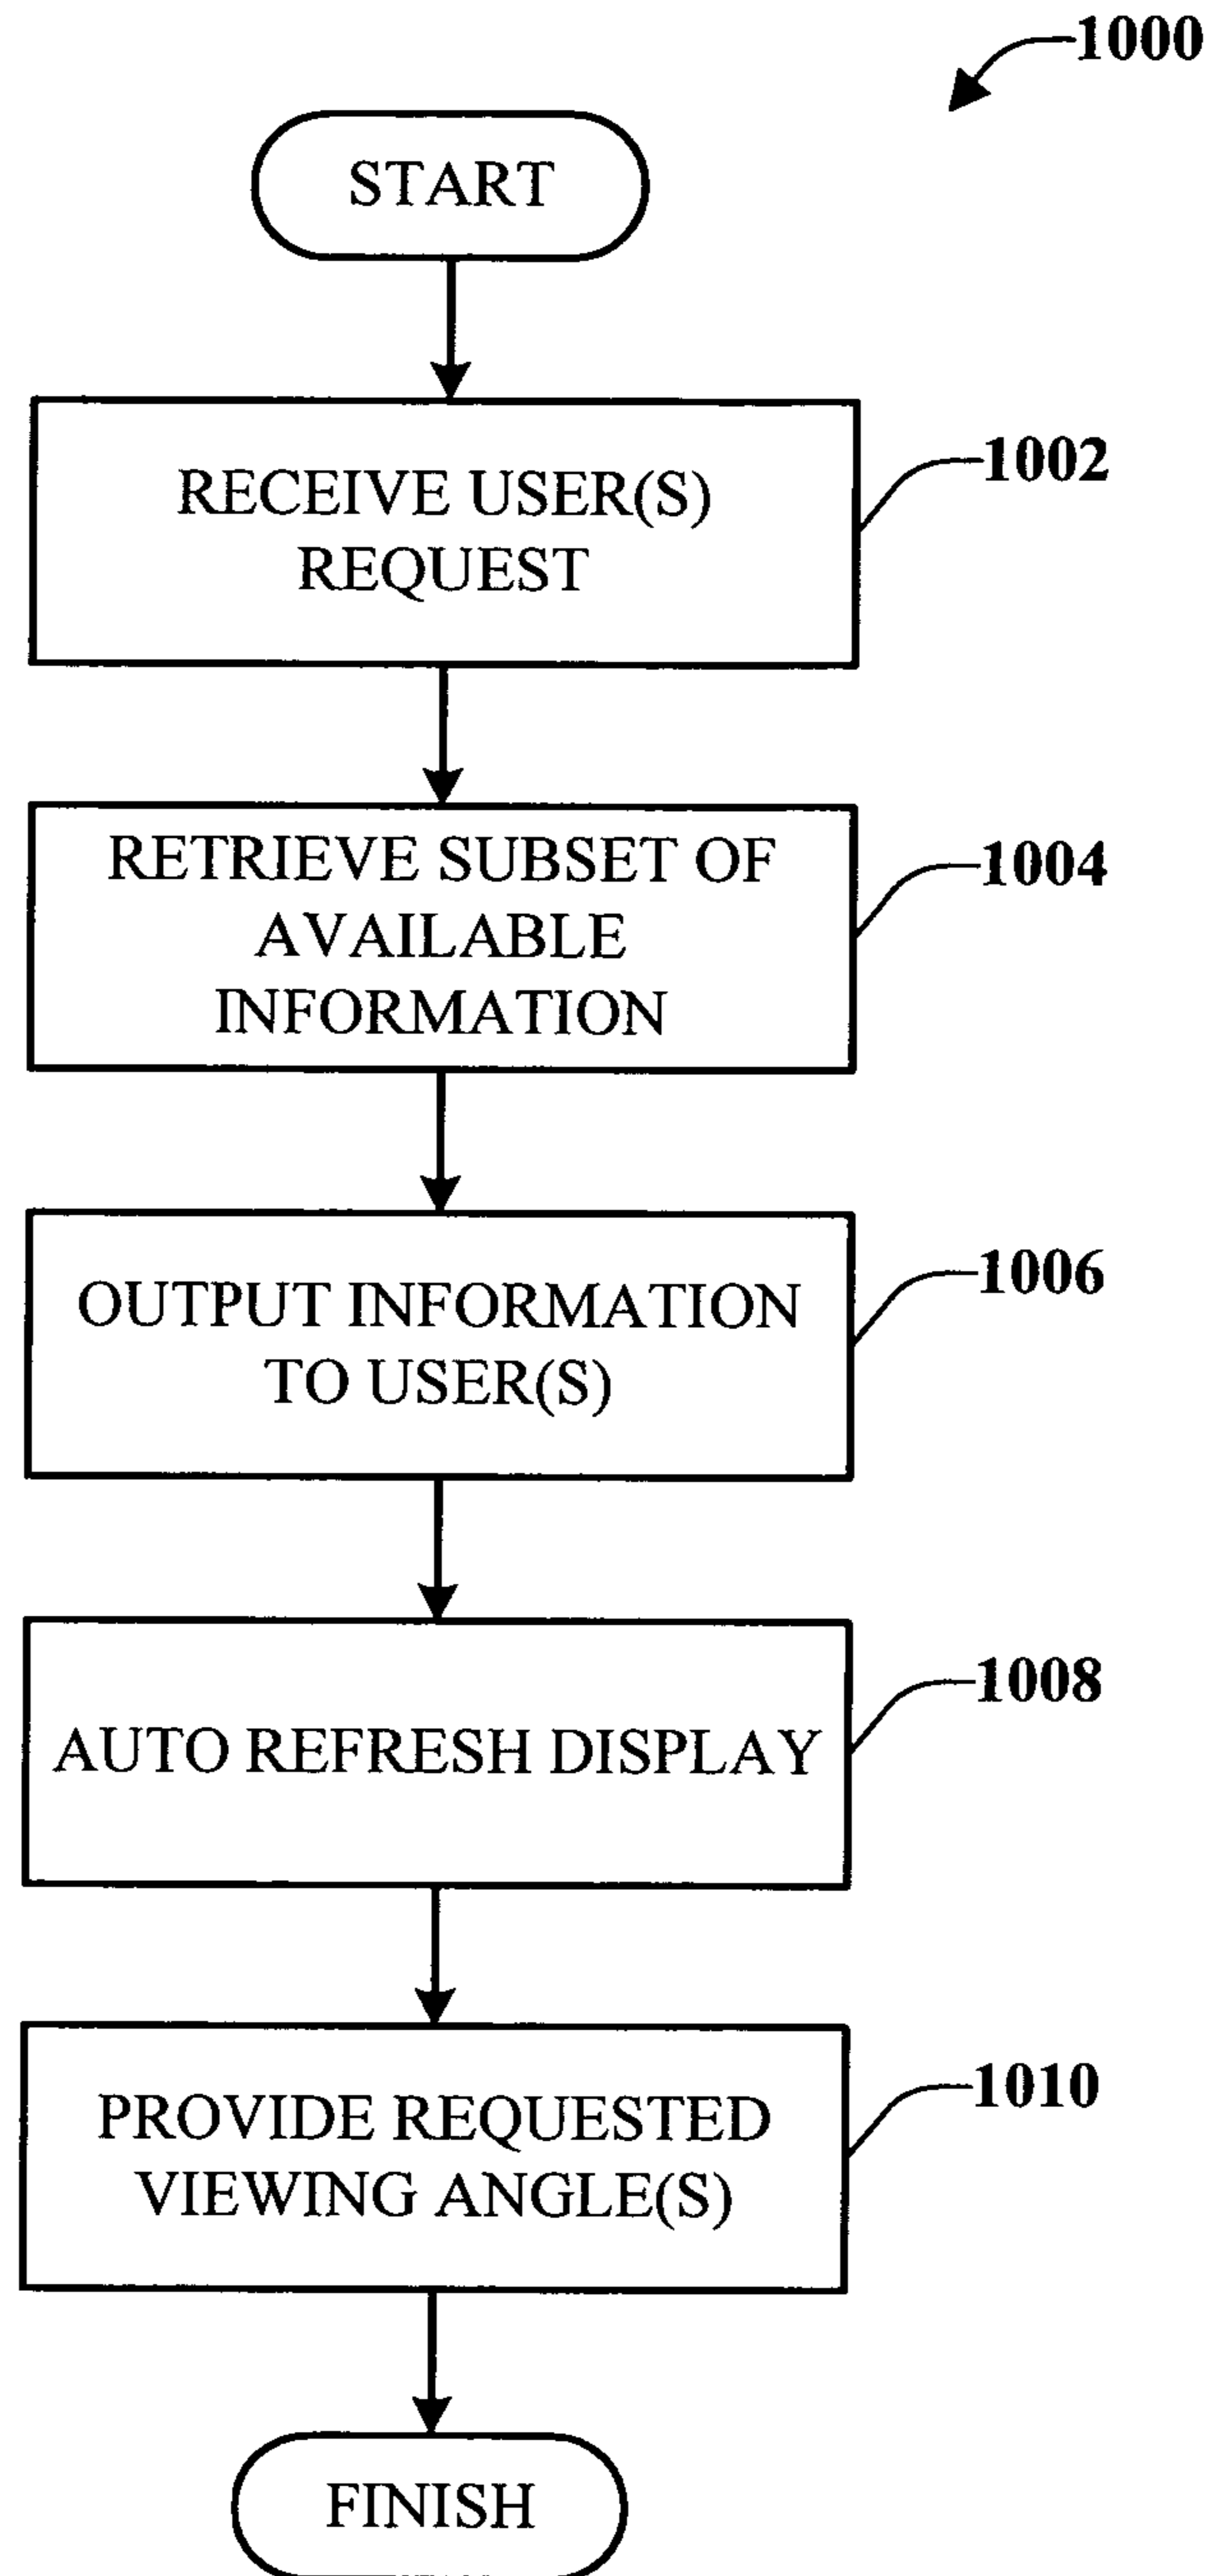 1000
START
RECEIVE USER(S)
REQUEST
1002
RETRIEVE SUBSET OF
AVAILABLE
INFORMATION
1004
OUTPUT INFORMATION
TO USER(S)
1006
AUTO REFRESH DISPLAY
1008
PROVIDE REQUESTED
VIEWING ANGLE(S)
1010
FINISH